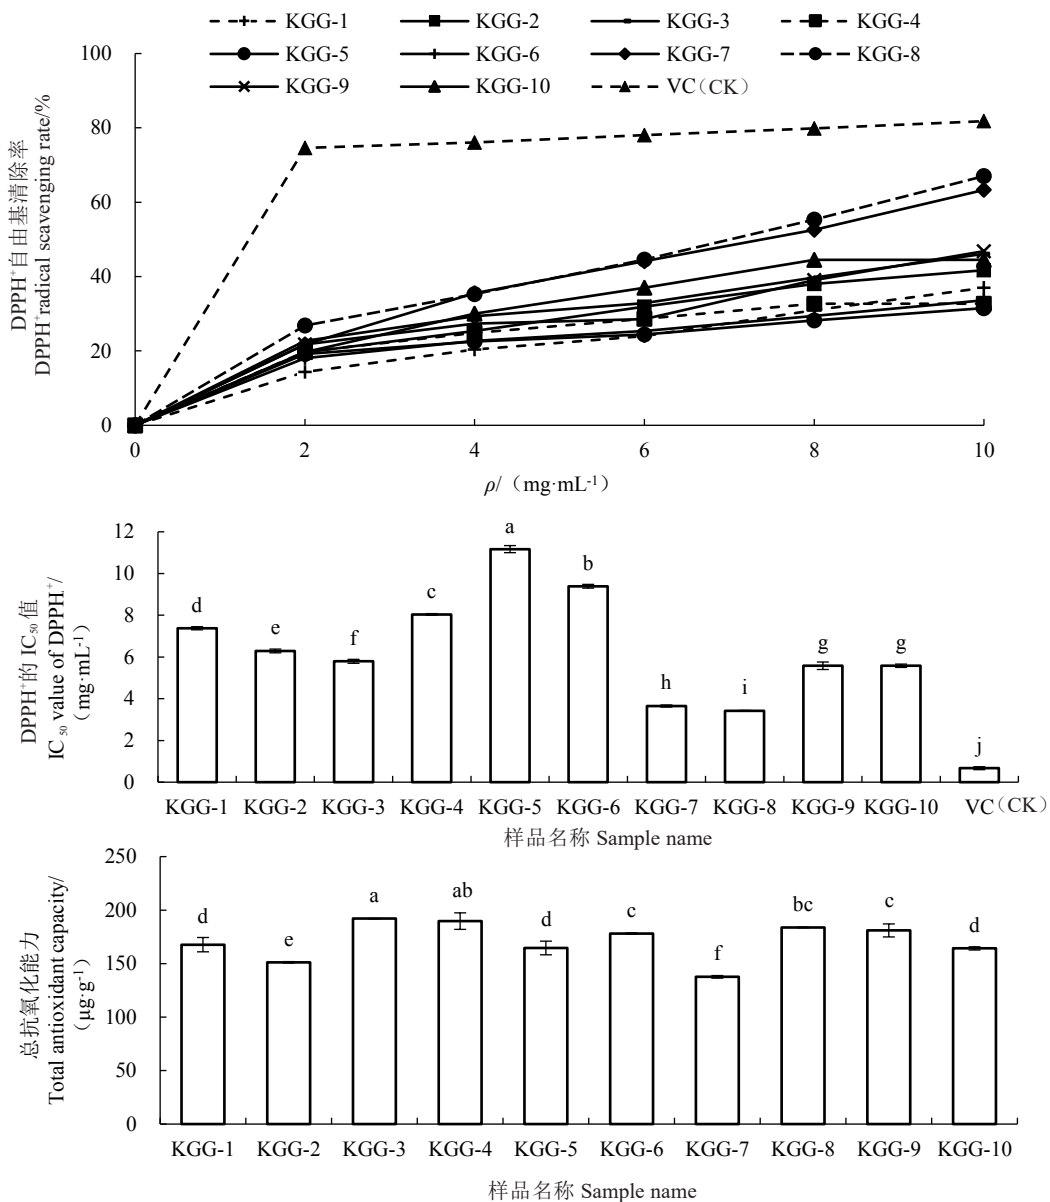 KGG-1 KGG-2 KGG-3 KGG-4
KGG-5 KGG-6 KGG-7 KGG-8
KGG-9 KGG-10 VC（CK）
DPPH⁺自由基清除率
DPPH⁺radical scavenging rate/%
100
80
60
40
20
0
0 2 4 6 8 10
ρ/（mg·mL⁻¹）
DPPH⁺的 IC₅₀ 值
IC ₅₀ value of DPPH⁺/
（mg·mL⁻¹）
12
10
8
6
4
2
0
d e f c a b h i g g j
KGG-1 KGG-2 KGG-3 KGG-4 KGG-5 KGG-6 KGG-7 KGG-8 KGG-9 KGG-10 VC（CK）
样品名称 Sample name
总抗氧化能力
Total antioxidant capacity/
（μg·g⁻¹）
250
200
150
100
50
0
d e a ab d c f bc c d
KGG-1 KGG-2 KGG-3 KGG-4 KGG-5 KGG-6 KGG-7 KGG-8 KGG-9 KGG-10
样品名称 Sample name